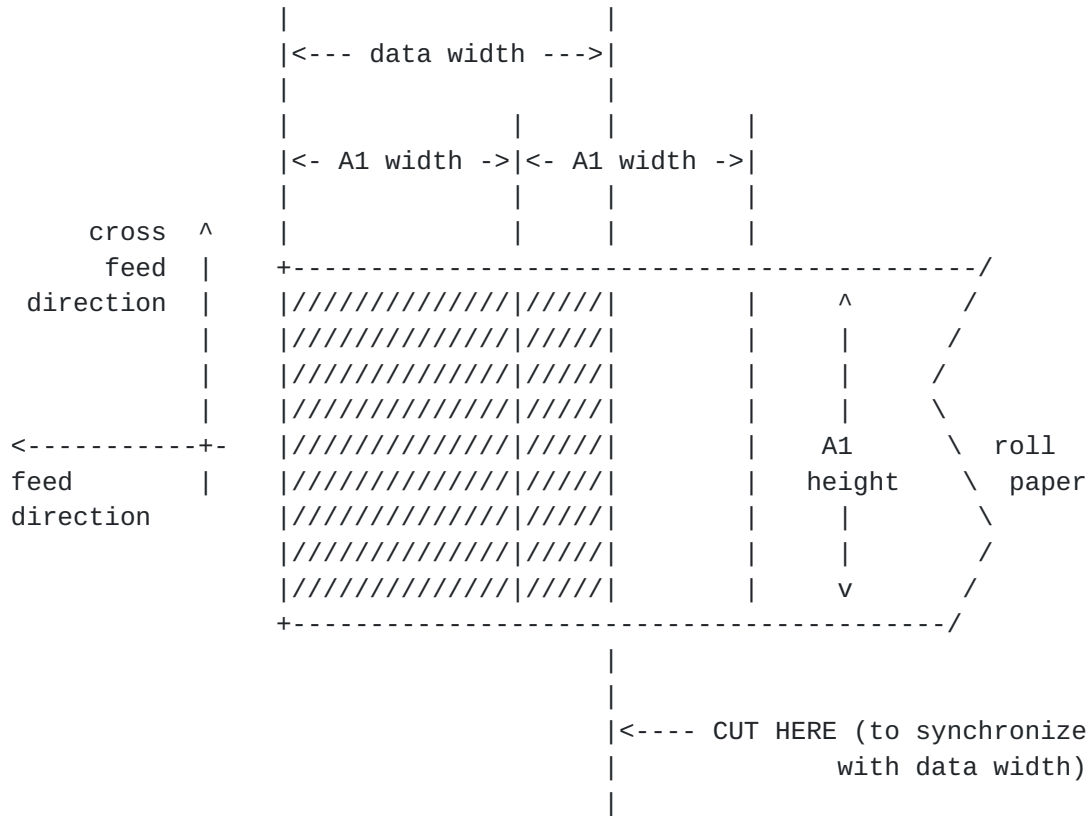 |<--- data width --->|
|<- A1 width ->|<- A1 width ->|
cross ^
feed |
direction |
<-----------+- A1 \ roll
feed | height \ paper
direction
v
|<---- CUT HERE (to synchronize
with data width)